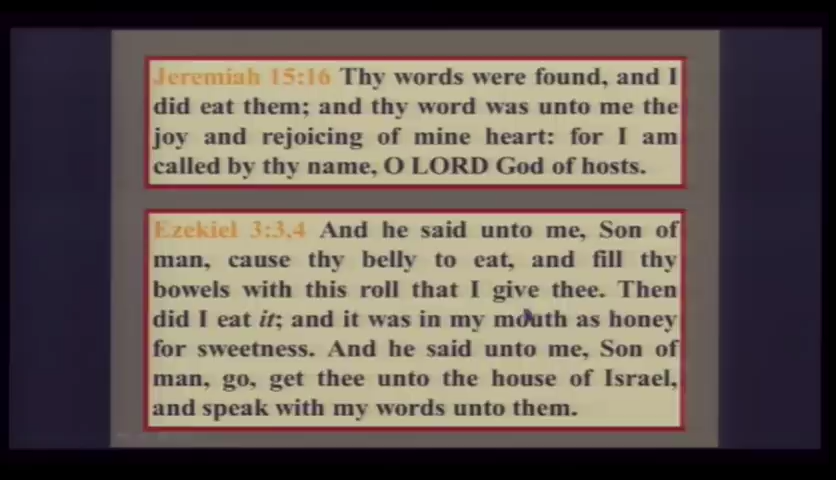 Jeremiah 15:16 Thy words were found, and I
did eat them; and thy word was unto me the
joy and rejoicing of mine heart: for I am
called by thy name, O LORD God of hosts.
Ezekiel 3:3,4 And he said unto me, Son of
man, cause thy belly to eat, and fill thy
bowels with this roll that I give thee. Then
did I eat it; and it was in my mouth as honey
for sweetness. And he said unto me, Son of
man, go, get thee unto the house of Israel,
and speak with my words unto them.